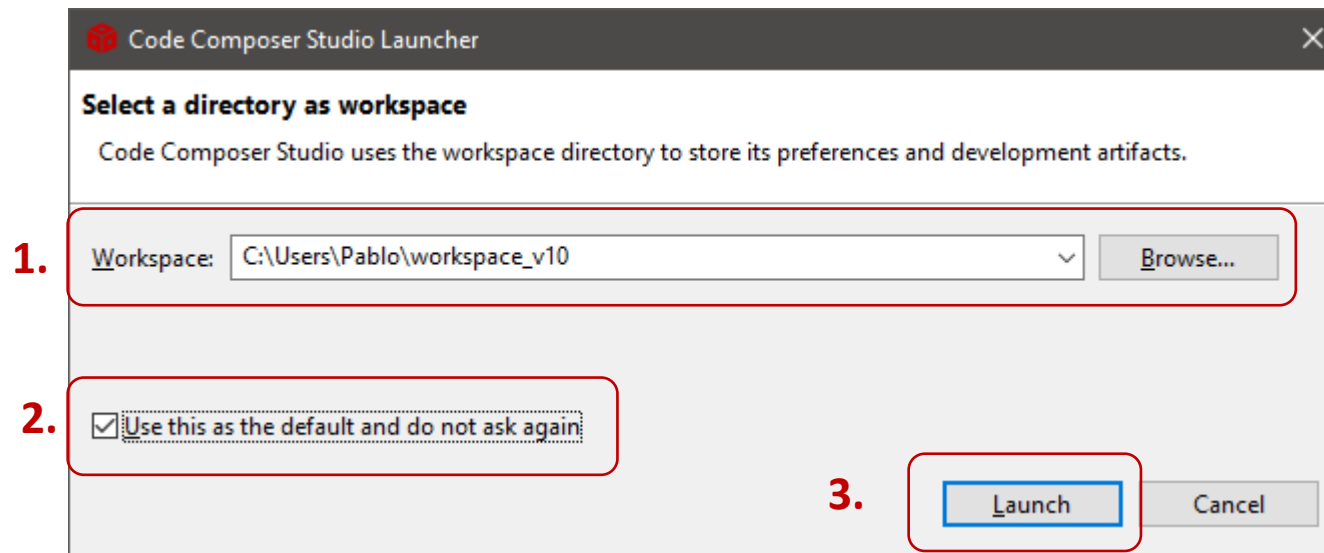 Code Composer Studio Launcher
Select a directory as workspace
Code Composer Studio uses the workspace directory to store its preferences and development artifacts.
1. Workspace: C:\Users\Pablo\workspace_v10 Browse...
2. Use this as the default and do not ask again
3. Launch Cancel